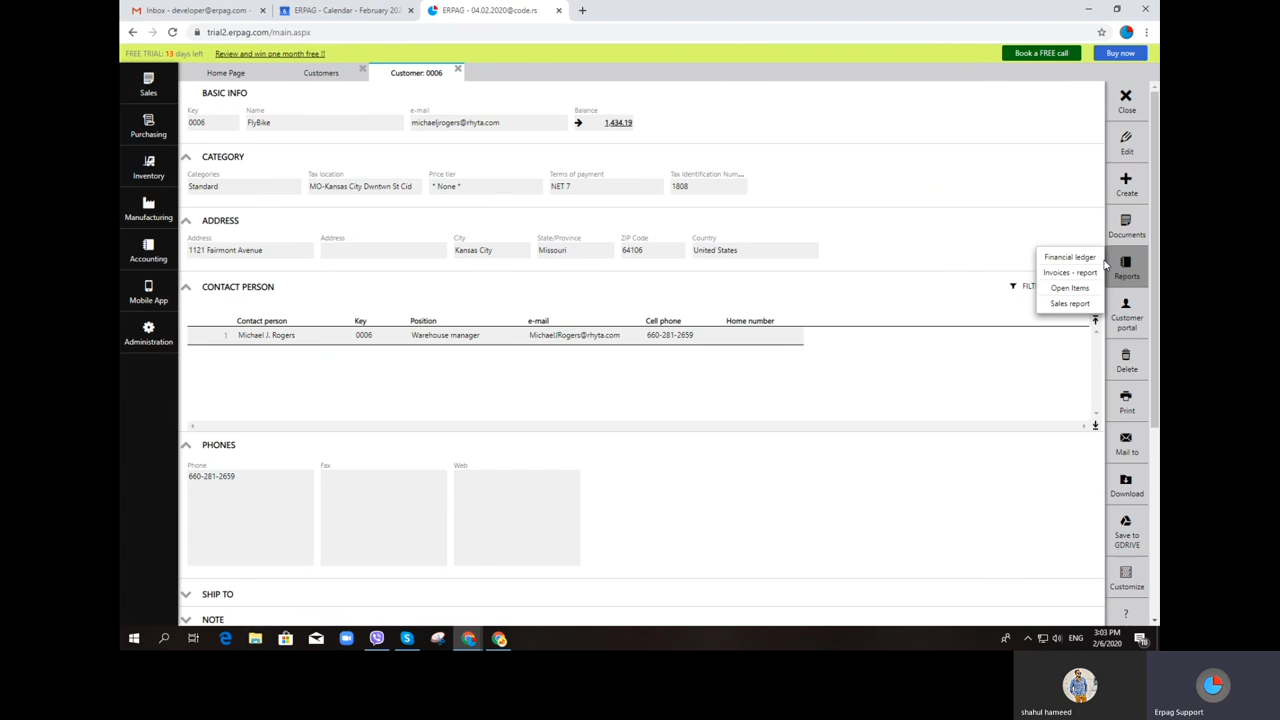 Inbox - developer@erpag.com - ERPAG - Calendar - February 202 ERPAG - 04.02.2020@code.rs
trial2.erpag.com/main.aspx
FREE TRIAL: 13 days left Review and win one month free !! Book a FREE call Buy now
Home Page Customers Customer: 0006
Sales
Purchasing
Inventory
Manufacturing
Accounting
Mobile App
Administration
BASIC INFO
Key Name e-mail Balance
0006 FlyBike michaeljrogers@rhyta.com 1,434.19
CATEGORY
Categories Tax location Price tier Terms of payment Tax Identification Num...
Standard MO-Kansas City Dwntwn St Cid * None * NET 7 1808
ADDRESS
Address Address City State/Province ZIP Code Country
1121 Fairmont Avenue Kansas City Missouri 64106 United States
CONTACT PERSON FILT
Contact person Key Position e-mail Cell phone Home number
1 Michael J. Rogers 0006 Warehouse manager MichaelJRogers@rhyta.com 660-281-2659
PHONES
Phone Fax Web
660-281-2659
SHIP TO
NOTE
Financial ledger
Invoices - report
Open Items
Sales report
Close
Edit
Create
Documents
Reports
Customer
portal
Delete
Print
Mail to
Download
Save to
GDRIVE
Customize
?
ENG 3:03 PM
2/6/2020
18
shahul hameed Erpag Support